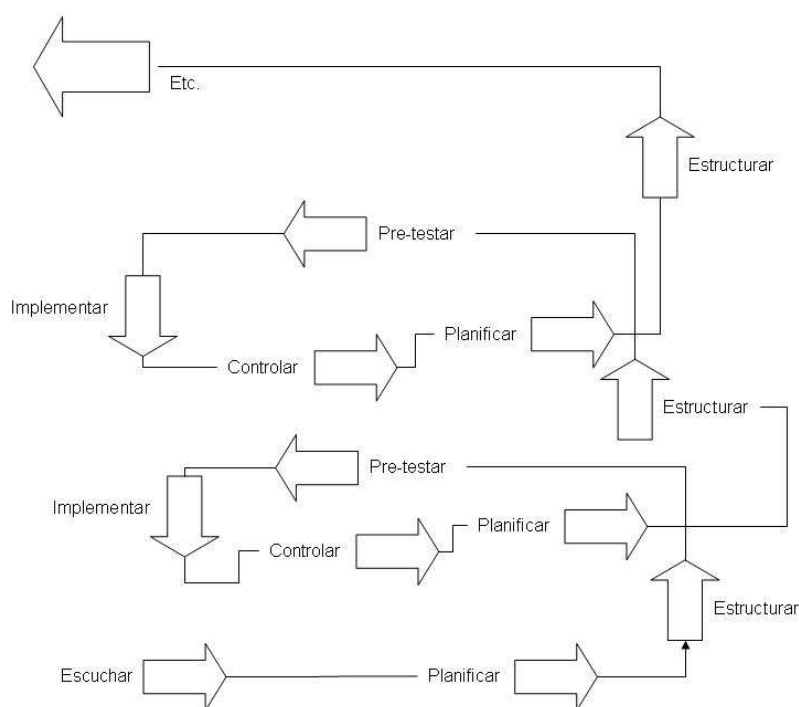 Etc.
Estructurar
Pre-testar
Implementar
Planificar
Controlar
Estructurar
Pre-testar
Implementar
Planificar
Controlar
Estructurar
Escuchar
Planificar